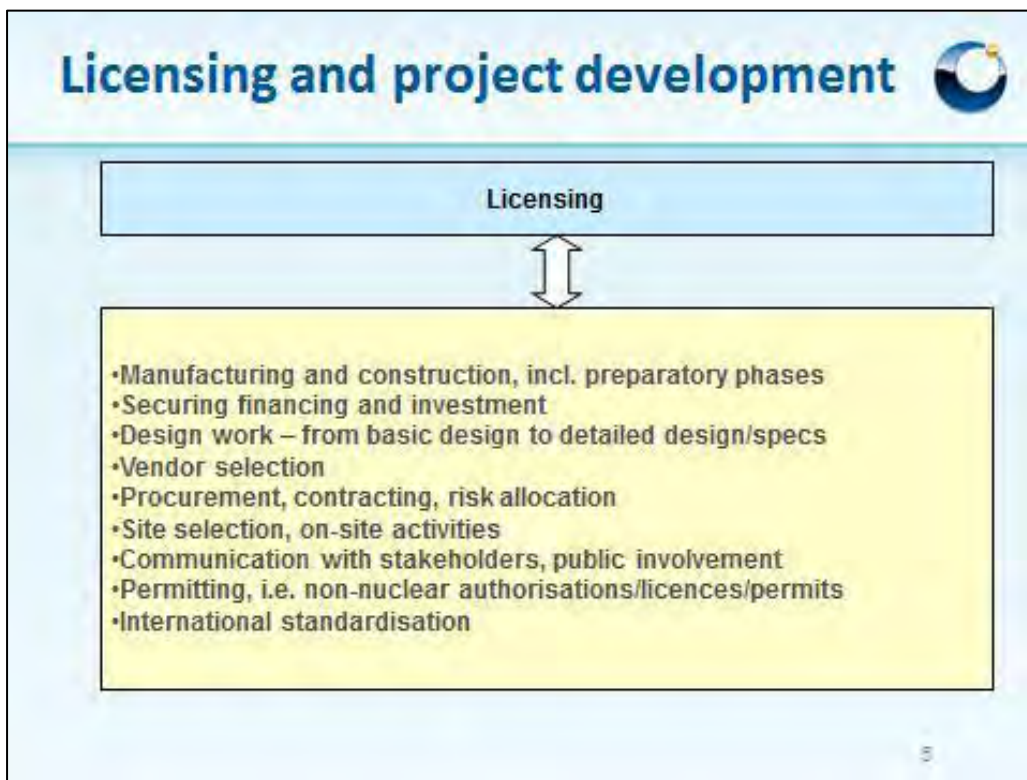 Licensing and project development
Licensing
•Manufacturing and construction, incl. preparatory phases
•Securing financing and investment
•Design work – from basic design to detailed design/specs
•Vendor selection
•Procurement, contracting, risk allocation
•Site selection, on-site activities
•Communication with stakeholders, public involvement
•Permitting, i.e. non-nuclear authorisations/licences/permits
•International standardisation